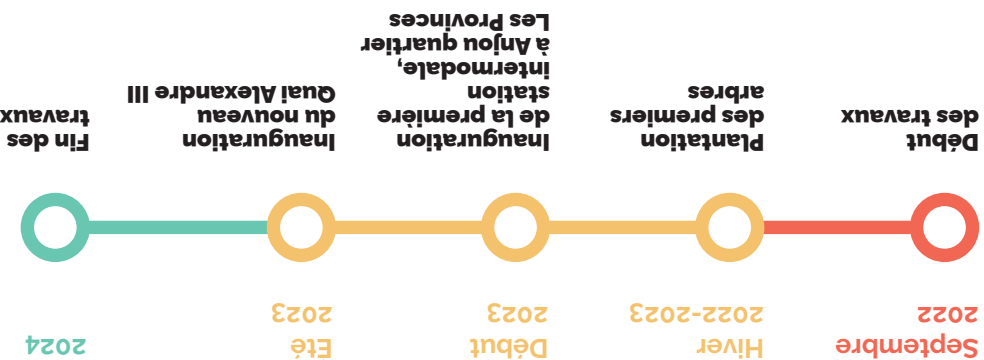 Septembre
2022
Début
des travaux
Hiver
2022-2023
Plantation
des premiers
arbres
Début
2023
Inauguration
de la première
station
intermodale,
à Anjou quartier
Les Provinces
Eté
2023
Inauguration
du nouveau
Quai Alexandre III
2024
Fin des
travaux